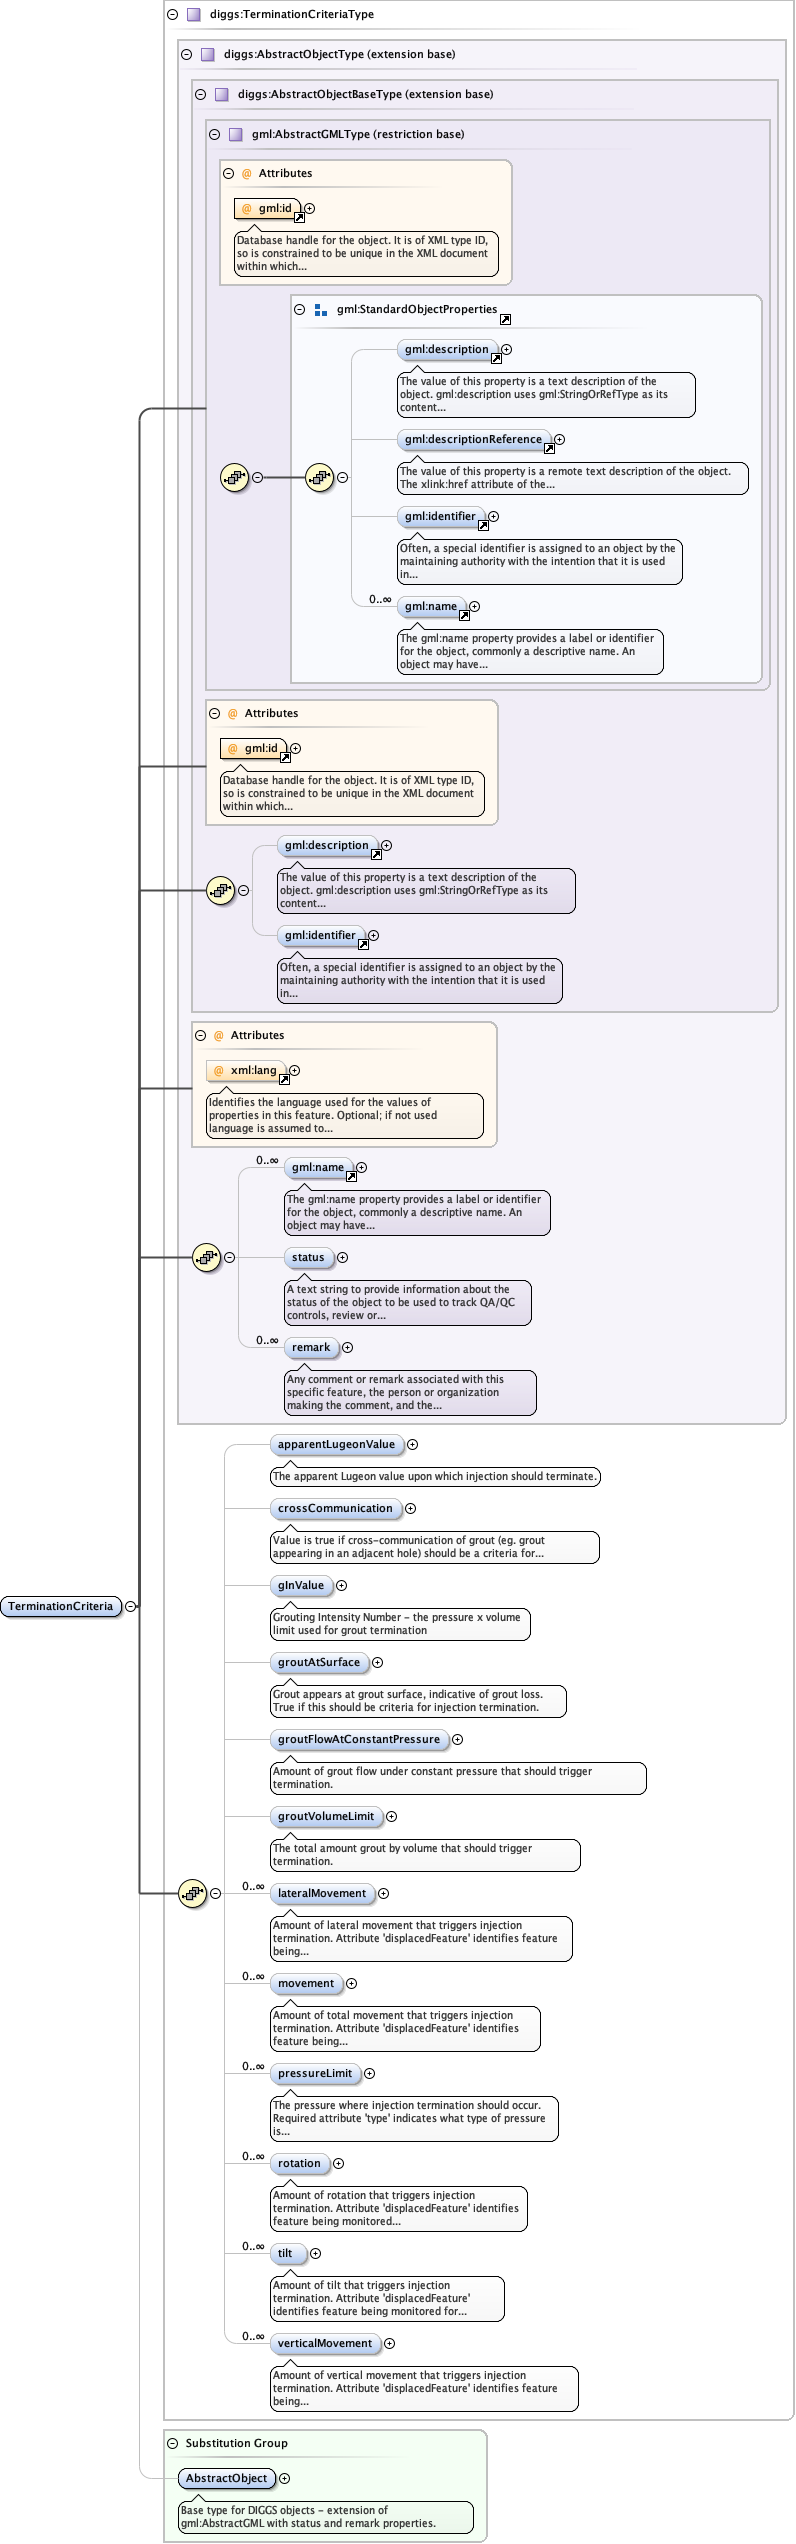 diggs:TerminationCriteriaType
diggs:AbstractObjectType (extension base)
diggs:AbstractObjectBaseType (extension base)
gml:AbstractGMLType (restriction base)
@ Attributes
@ gml:id
Database handle for the object. It is of XML type ID,
so is constrained to be unique in the XML document
within which...
gml:StandardObjectProperties
gml:description
The value of this property is a text description of the
object. gml:description uses gml:StringOrRefType as its
content...
gml:descriptionReference
The value of this property is a remote text description of the object.
The xlink:href attribute of the...
gml:identifier
Often, a special identifier is assigned to an object by the
maintaining authority with the intention that it is used
in...
0..∞
gml:name
The gml:name property provides a label or identifier
for the object, commonly a descriptive name. An
object may have...
@ Attributes
@ gml:id
Database handle for the object. It is of XML type ID,
so is constrained to be unique in the XML document
within which...
gml:description
The value of this property is a text description of the
object. gml:description uses gml:StringOrRefType as its
content...
gml:identifier
Often, a special identifier is assigned to an object by the
maintaining authority with the intention that it is used
in...
@ Attributes
@ xml:lang
Identifies the language used for the values of
properties in this feature. Optional; if not used
language is assumed to...
0..∞
gml:name
The gml:name property provides a label or identifier
for the object, commonly a descriptive name. An
object may have...
status
A text string to provide information about the
status of the object to be used to track QA/QC
controls, review or...
0..∞
remark
Any comment or remark associated with this
specific feature, the person or organization
making the comment, and the...
apparentLugeonValue
The apparent Lugeon value upon which injection should terminate.
crossCommunication
Value is true if cross-communication of grout (eg. grout
appearing in an adjacent hole) should be a criteria for...
gInValue
Grouting Intensity Number - the pressure x volume
limit used for grout termination
TerminationCriteria
groutAtSurface
Grout appears at grout surface, indicative of grout loss.
True if this should be criteria for injection termination.
groutFlowAtConstantPressure
Amount of grout flow under constant pressure that should trigger
termination.
groutVolumeLimit
The total amount grout by volume that should trigger
termination.
0..∞
lateralMovement
Amount of lateral movement that triggers injection
termination. Attribute 'displacedFeature' identifies feature
being...
0..∞
movement
Amount of total movement that triggers injection
termination. Attribute 'displacedFeature' identifies
feature being...
0..∞
pressureLimit
The pressure where injection termination should occur.
Required attribute 'type' indicates what type of pressure
is...
0..∞
rotation
Amount of rotation that triggers injection
termination. Attribute 'displacedFeature' identifies
feature being monitored...
0..∞
tilt
Amount of tilt that triggers injection
termination. Attribute 'displacedFeature'
identifies feature being monitored for...
0..∞
verticalMovement
Amount of vertical movement that triggers injection
termination. Attribute 'displacedFeature' identifies feature
being...
Substitution Group
AbstractObject
Base type for DIGGS objects - extension of
gml:AbstractGML with status and remark properties.